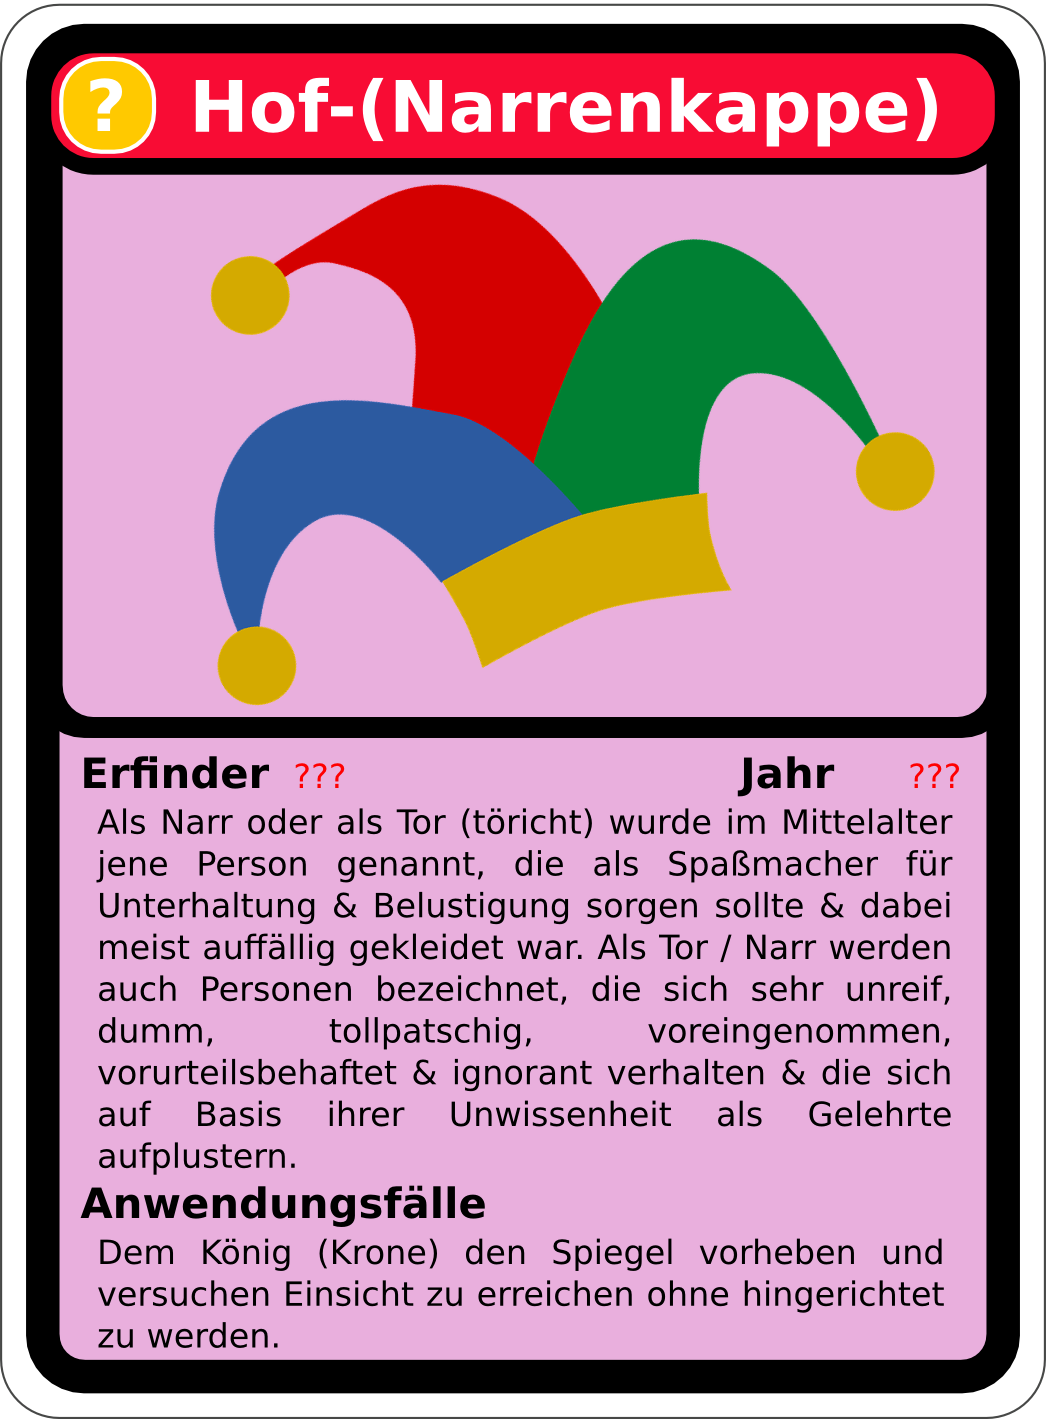 ? Hof-(Narrenkappe)
Erfinder ??? Jahr ???
Als Narr oder als Tor (töricht) wurde im Mittelalter
jene Person genannt, die als Spaßmacher für
Unterhaltung & Belustigung sorgen sollte & dabei
meist auffällig gekleidet war. Als Tor / Narr werden
auch Personen bezeichnet, die sich sehr unreif,
dumm, tollpatschig, voreingenommen,
vorurteilsbehaftet & ignorant verhalten & die sich
auf Basis ihrer Unwissenheit als Gelehrte
aufplustern.
Anwendungsfälle
Dem König (Krone) den Spiegel vorheben und
versuchen Einsicht zu erreichen ohne hingerichtet
zu werden.